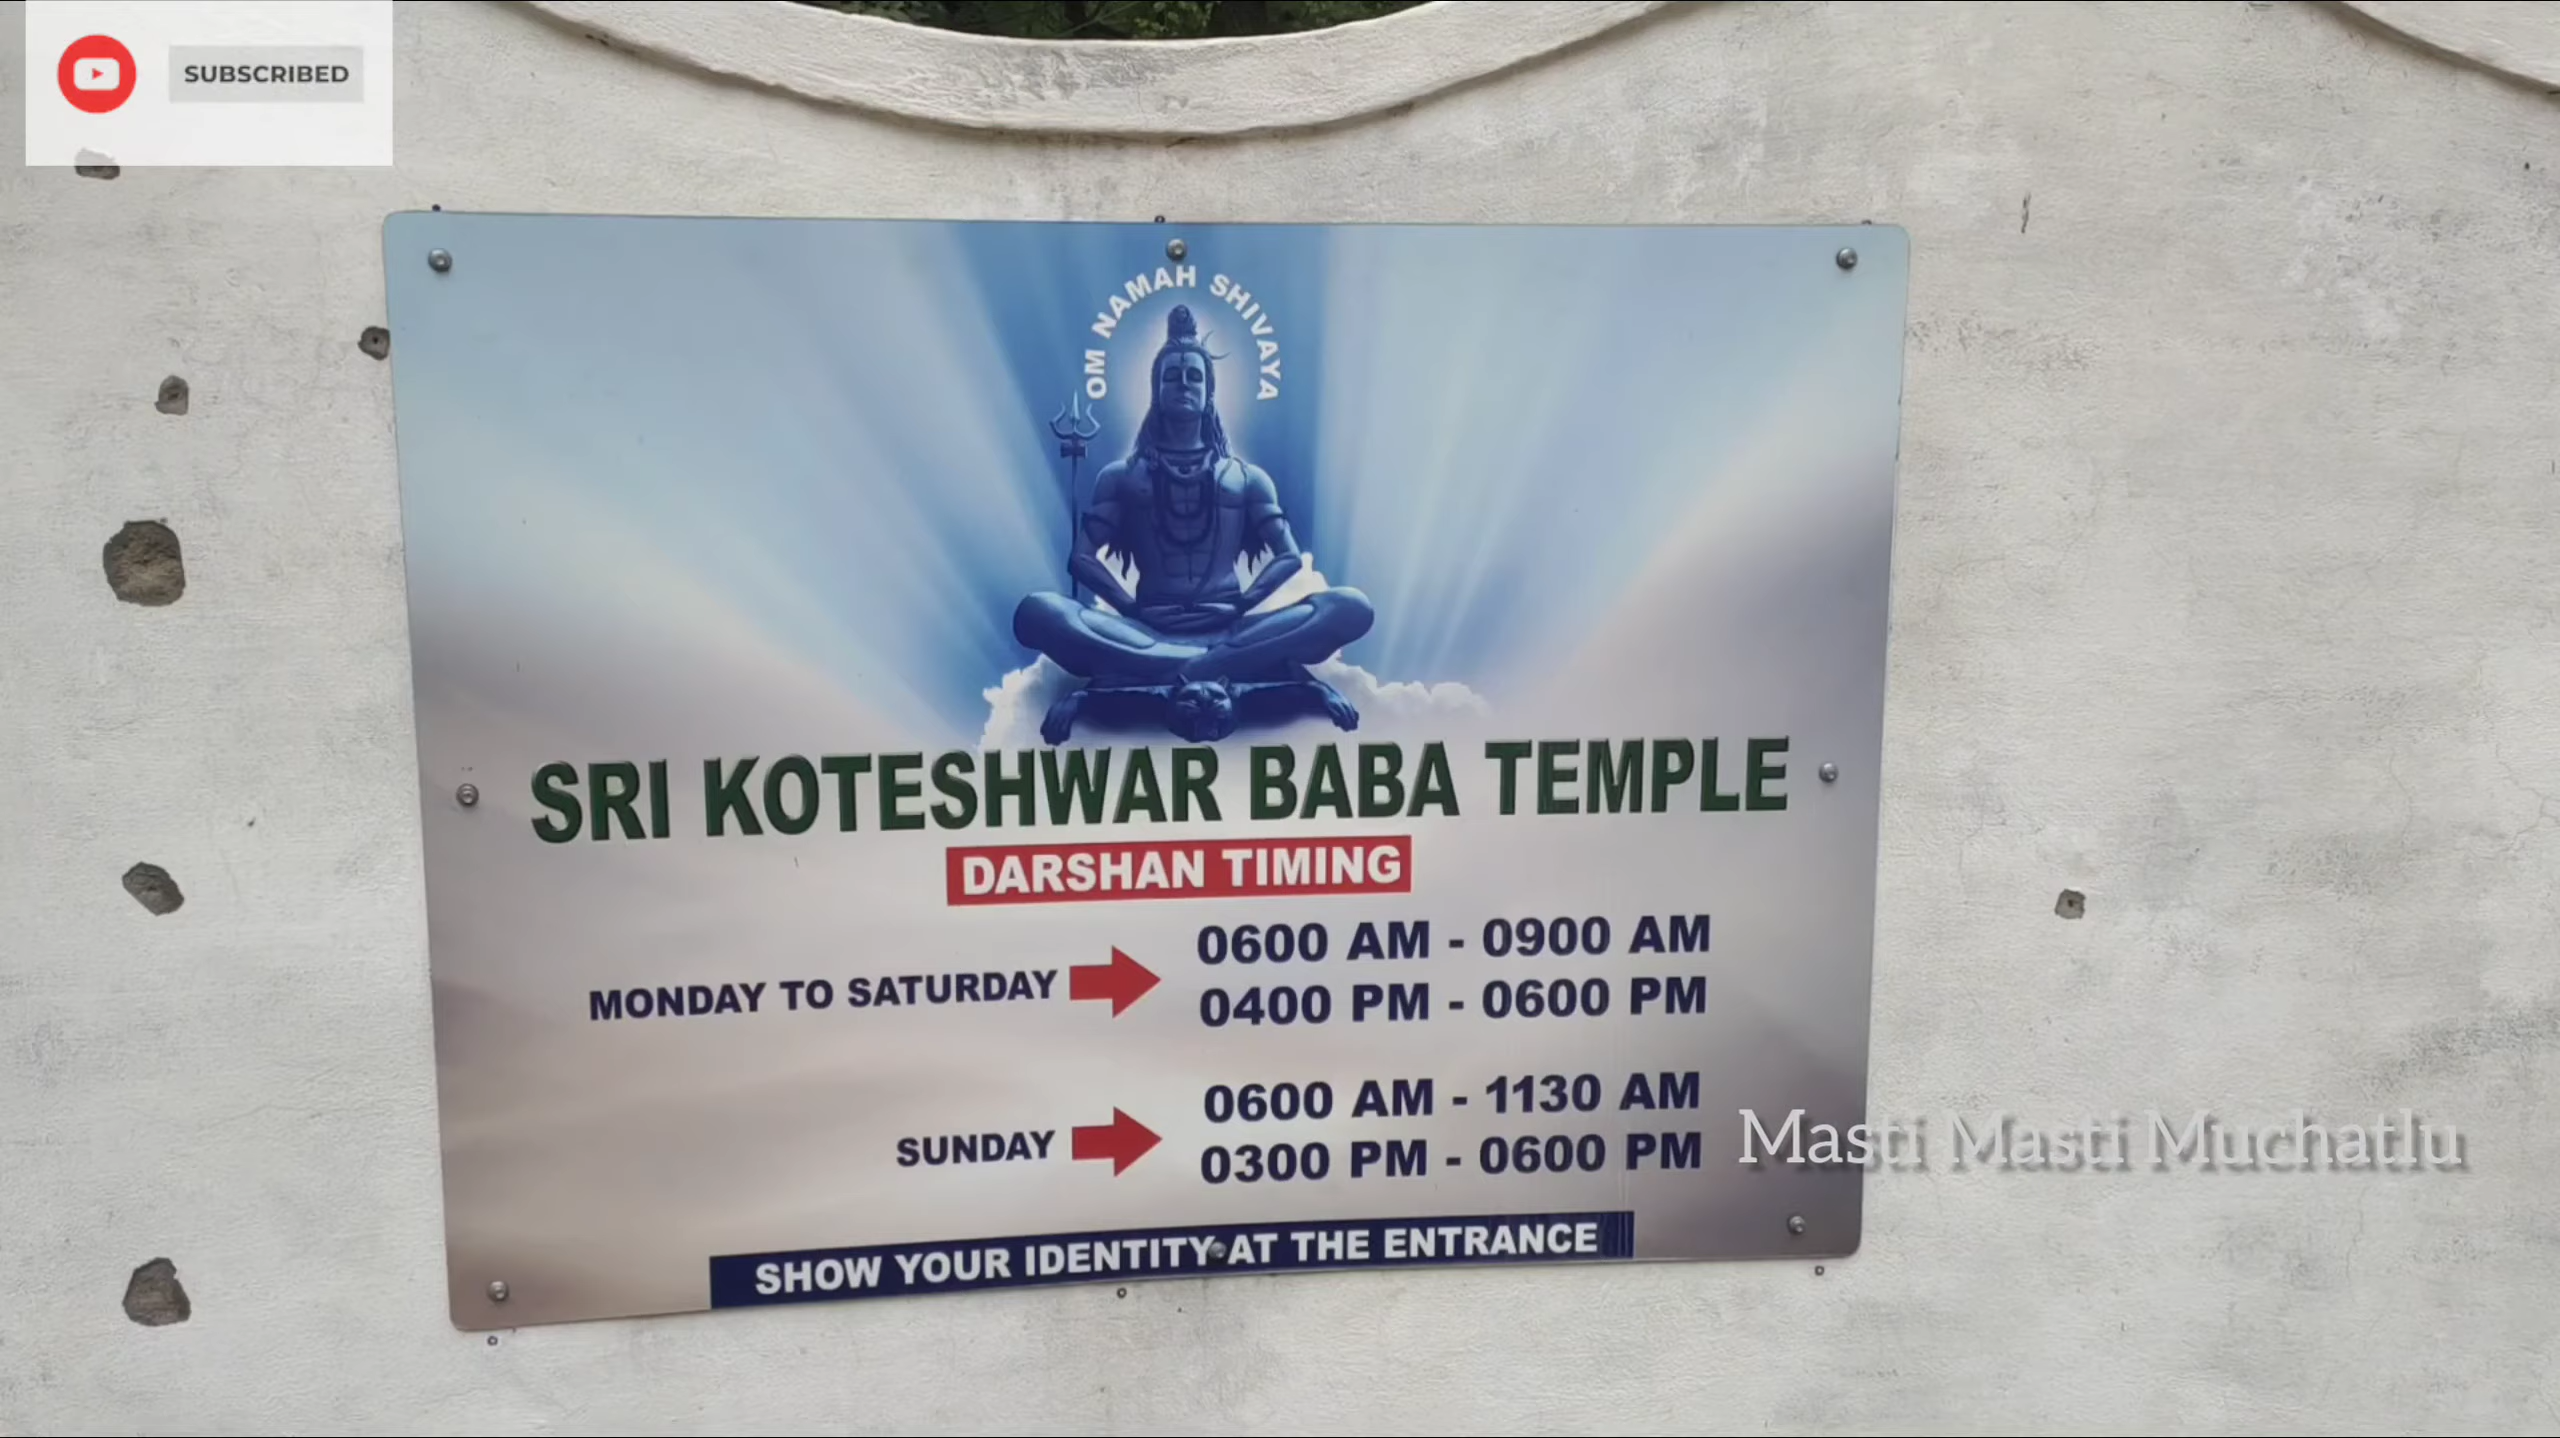 SUBSCRIBED
OM NAMAH SHIVAYA
SRI KOTESHWAR BABA TEMPLE
DARSHAN TIMING
MONDAY TO SATURDAY
0600 AM - 0900 AM
0400 PM - 0600 PM
SUNDAY
0600 AM - 1130 AM
0300 PM - 0600 PM
Masti Masti Muchatlu
SHOW YOUR IDENTITY AT THE ENTRANCE